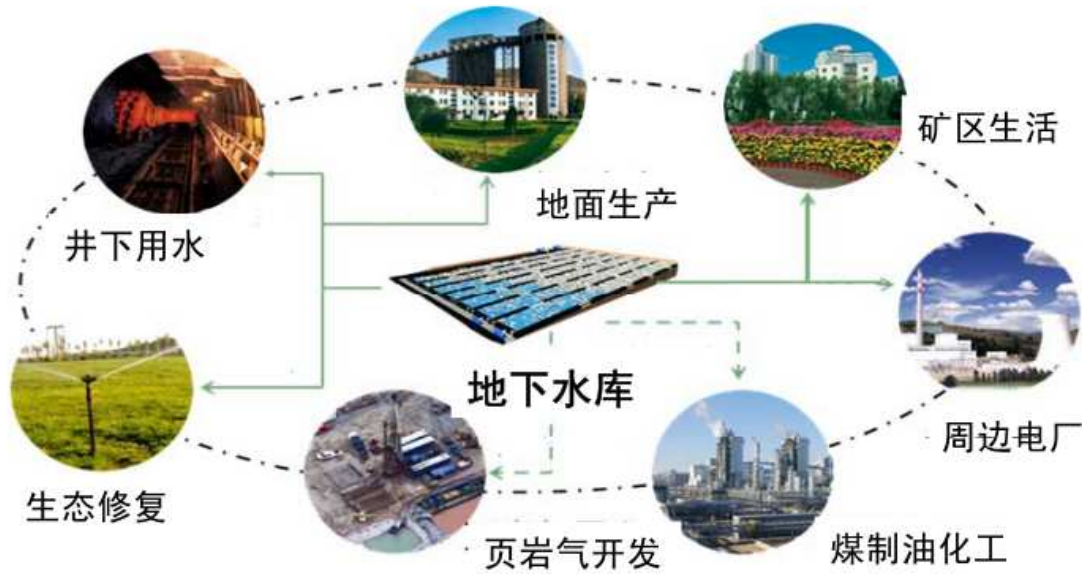 矿区生活
地面生产
井下用水
地下水库
周边电厂
生态修复
页岩气开发
煤制油化工